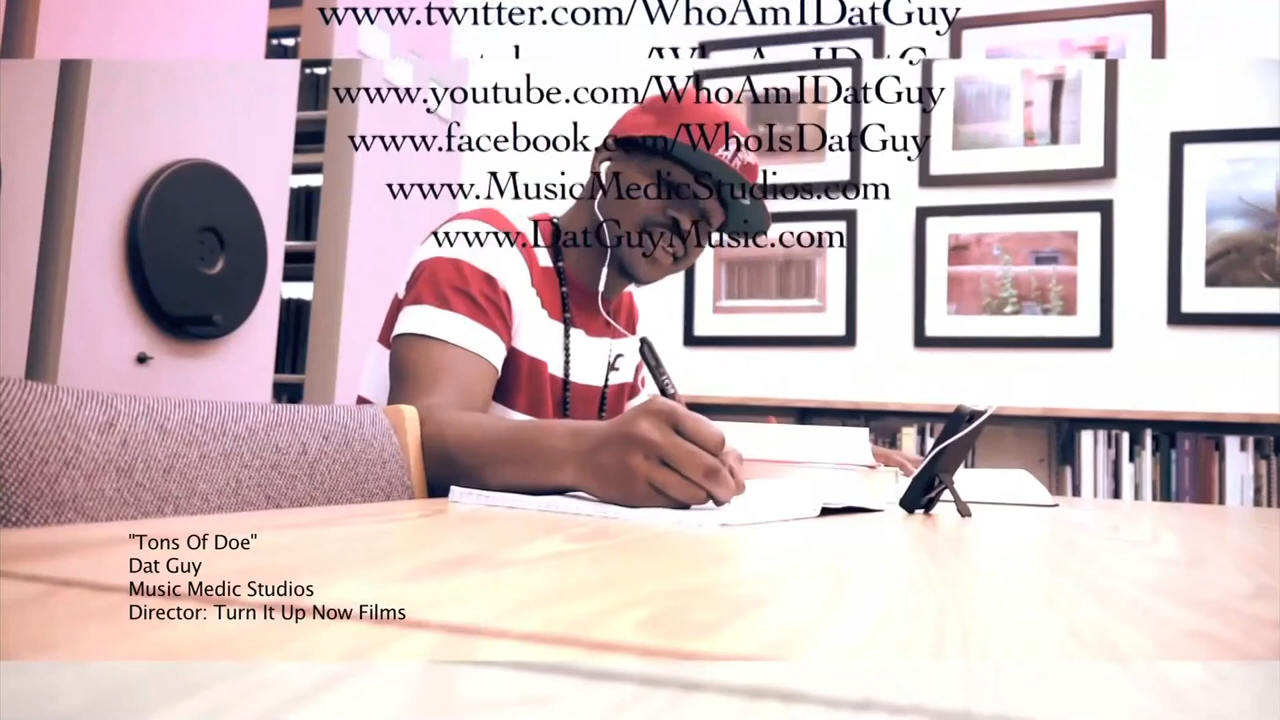 www.twitter.com/WhoAmIDatGuy
www.youtube.com/WhoAmIDatGuy
www.facebook.com/WhoIsDatGuy
www.MusicMedicStudios.com
www.DatGuyMusic.com
"Tons Of Doe"
Dat Guy
Music Medic Studios
Director: Turn It Up Now Films